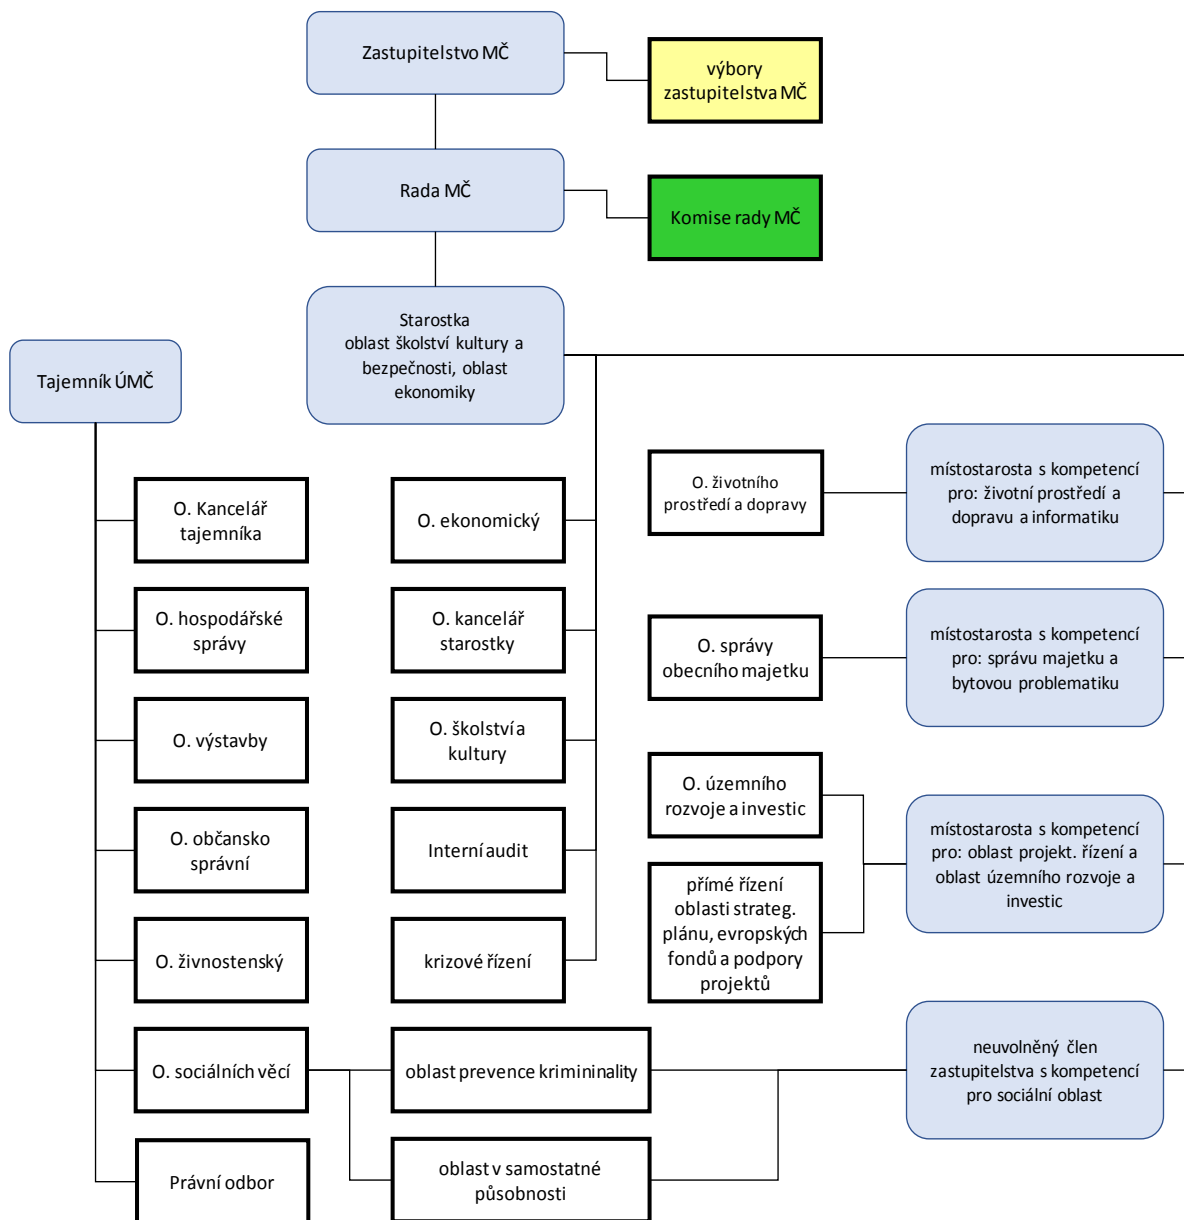 Zastupitelstvo MČ
výbory
zastupitelstva MČ
Rada MČ
Komise rady MČ
Starostka
oblast školství kultury a
bezpečnosti, oblast
ekonomiky
Tajemník ÚMČ
O. Kancelář
tajemníka
O. ekonomický
O. životního
prostředí a dopravy
místostarosta s kompetencí
pro: životní prostředí a
dopravu a informatiku
O. hospodářské
správy
O. kancelář
starostky
O. správy
obecního majetku
místostarosta s kompetencí
pro: správu majetku a
bytovou problematiku
O. výstavby
O. školství a
kultury
O. územního
rozvoje a investic
O. občansko
správní
Interní audit
místostarosta s kompetencí
pro: oblast projekt. řízení a
oblast územního rozvoje a
investic
přímé řízení
oblasti strateg.
plánu, evropských
fondů a podpory
projektů
O. živnostenský
krizové řízení
O. sociálních věcí
oblast prevence krimininality
neuvolněný člen
zastupitelstva s kompetencí
pro sociální oblast
Právní odbor
oblast v samostatné
působnosti